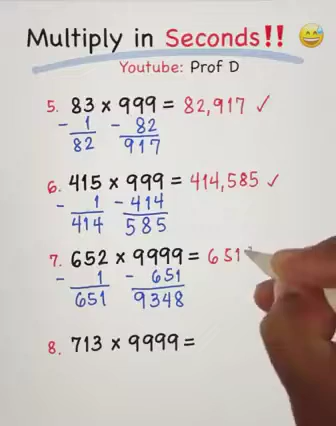 Multiply in Seconds!! 😅
Youtube: Prof D
5. 83 × 999 = 82,917 ✓
- 1 - 82
82 917
6. 415 × 999 = 414,585 ✓
- 1 - 414
414 585
7. 652 × 9999 = 651
- 1 - 651
651 9348
8. 713 × 9999 =